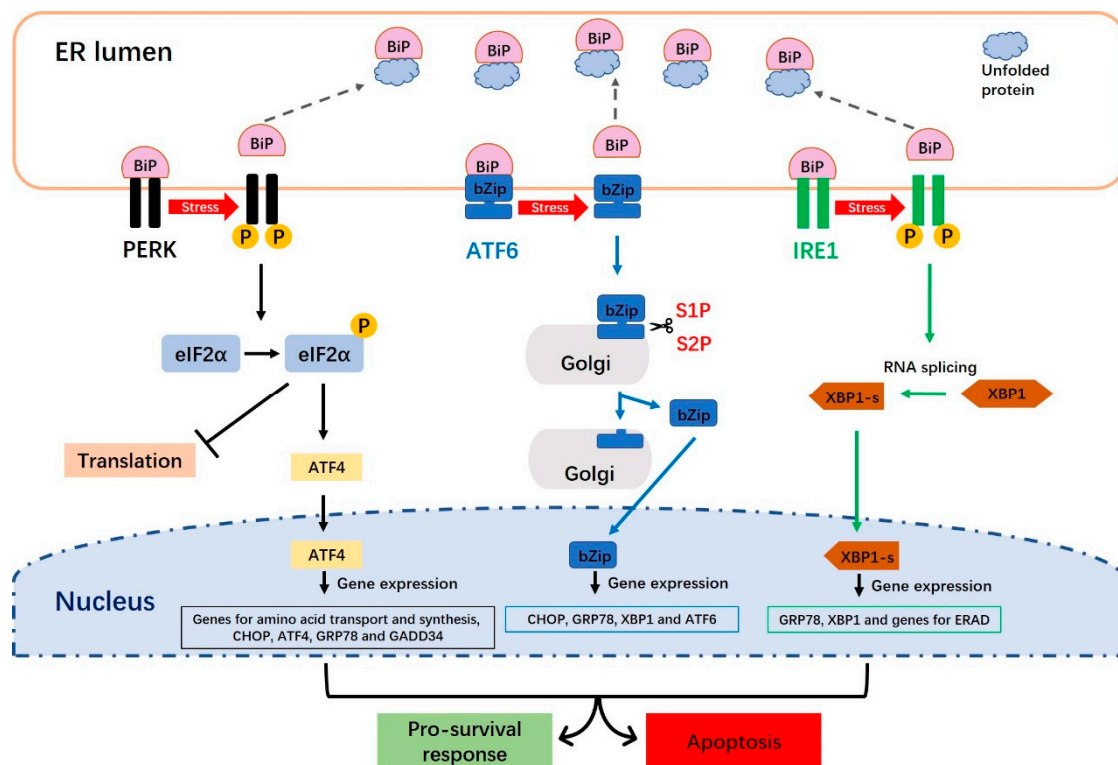 ER lumen
BiP
BiP
BiP
BiP
BiP
Unfolded
protein
BiP
BiP
BiP
BiP
BiP
BiP
bZip
bZip
Stress
Stress
Stress
P
P
P
P
PERK
ATF6
IRE1
bZip
S1P
S2P
Golgi
P
eIF2α
eIF2α
RNA splicing
XBP1-s
XBP1
bZip
Translation
ATF4
Golgi
ATF4
bZip
XBP1-s
Gene expression
Gene expression
Gene expression
Nucleus
Genes for amino acid transport and synthesis,
CHOP, ATF4, GRP78 and GADD34
CHOP, GRP78, XBP1 and ATF6
GRP78, XBP1 and genes for ERAD
Pro-survival
response
Apoptosis